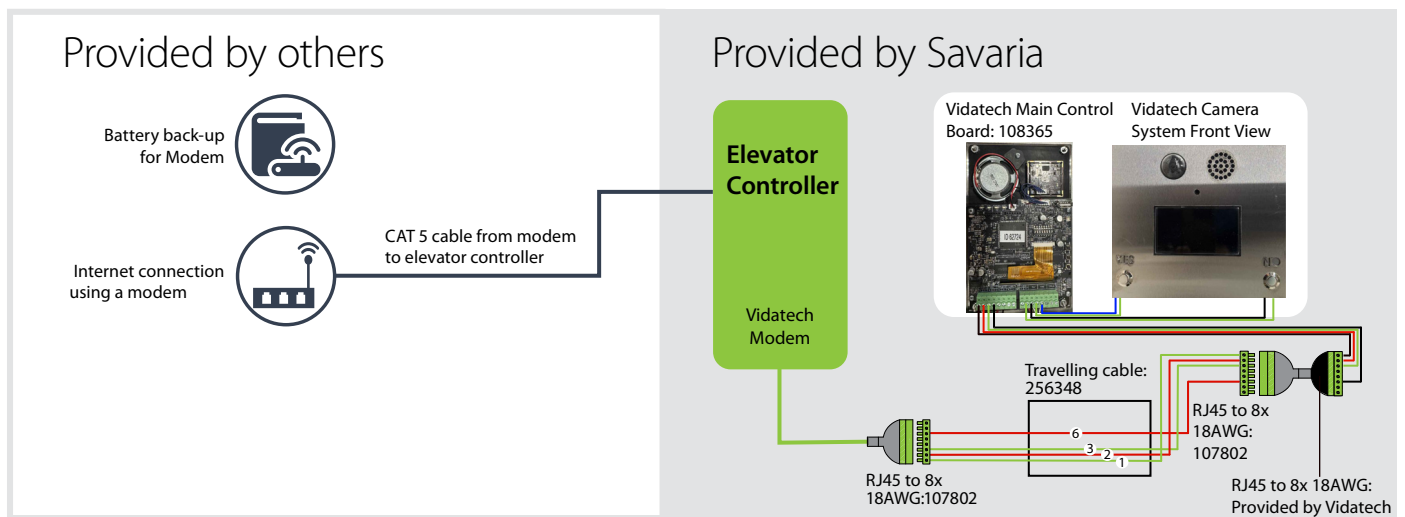 Provided by others
Battery back-up
for Modem
Internet connection
using a modem
CAT 5 cable from modem
to elevator controller
Provided by Savaria
Elevator
Controller
Vidatech
Modem
Vidatech Main Control
Board: 108365
Vidatech Camera
System Front View
YES
NO
Travelling cable:
256348
6
3
2
1
RJ45 to 8x
18AWG:107802
RJ45 to 8x
18AWG:
107802
RJ45 to 8x 18AWG:
Provided by Vidatech